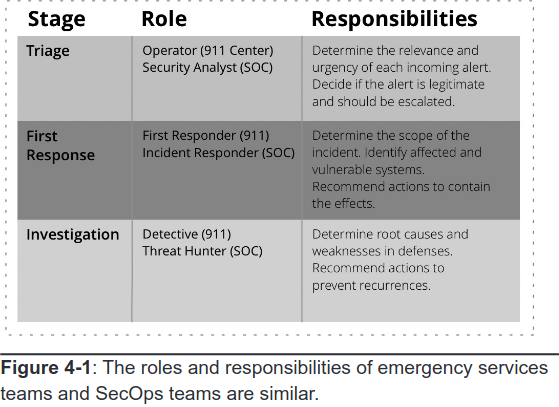 Stage Role Responsibilities
Triage Operator (911 Center) Determine the relevance and
Security Analyst (SOC) urgency of each incoming alert.
Decide if the alert is legitimate
and should be escalated.
First First Responder (911) Determine the scope of the
Response Incident Responder (SOC) incident. Identify affected and
vulnerable systems.
Recommend actions to contain
the effects.
Investigation Detective (911) Determine root causes and
Threat Hunter (SOC) weaknesses in defenses.
Recommend actions to
prevent recurrences.
Figure 4-1: The roles and responsibilities of emergency services
teams and SecOps teams are similar.